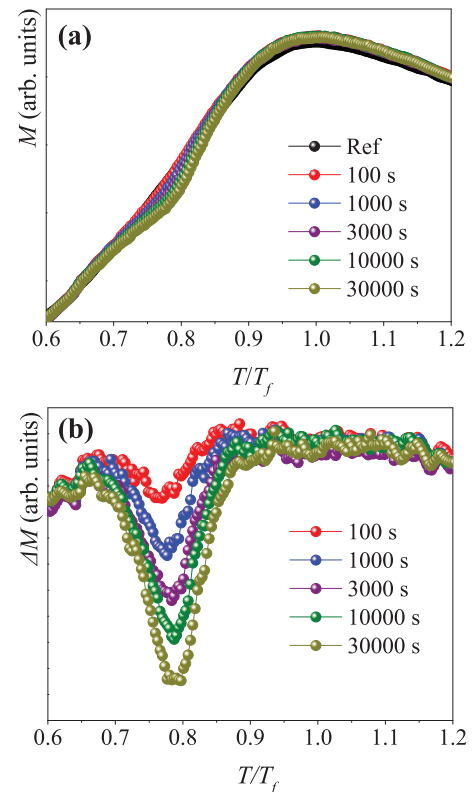 (a)
M (arb. units)
Ref
100 s
1000 s
3000 s
10000 s
30000 s
0.6 0.7 0.8 0.9 1.0 1.1 1.2
T/Tf
(b)
ΔM (arb. units)
100 s
1000 s
3000 s
10000 s
30000 s
0.6 0.7 0.8 0.9 1.0 1.1 1.2
T/Tf